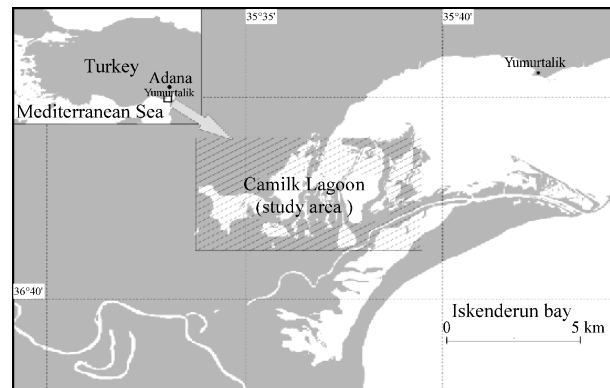 35°35'
35°40'
Turkey
Adana
Yumurtalik
Mediterranean Sea
Yumurtalik
Camilk Lagoon
(study area )
36°40'
Iskenderun bay
0 5 km